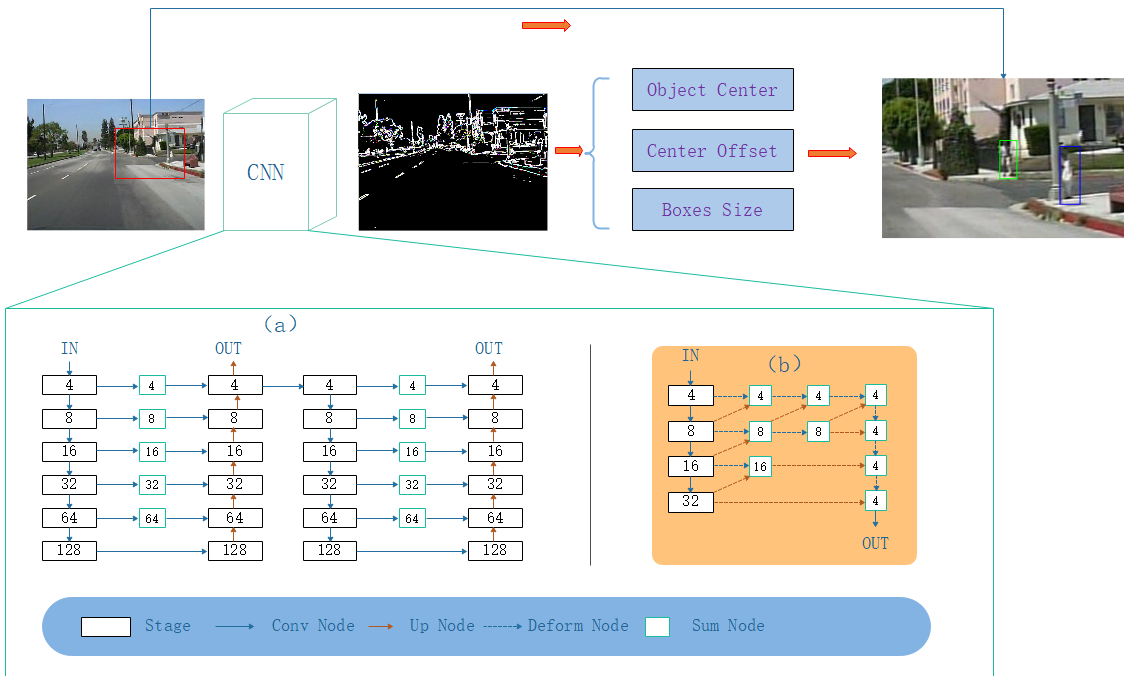 Object Center
CNN
Center Offset
Boxes Size
(a)
IN OUT OUT
4 4 4 4 4 4
8 8 8 8 8 8
16 16 16 16 16 16
32 32 32 32 32 32
64 64 64 64 64 64
128 128 128 128
(b)
IN
4 4 4 4
8 8 8 4
16 16 4
32 4
OUT
Stage Conv Node Up Node Deform Node Sum Node